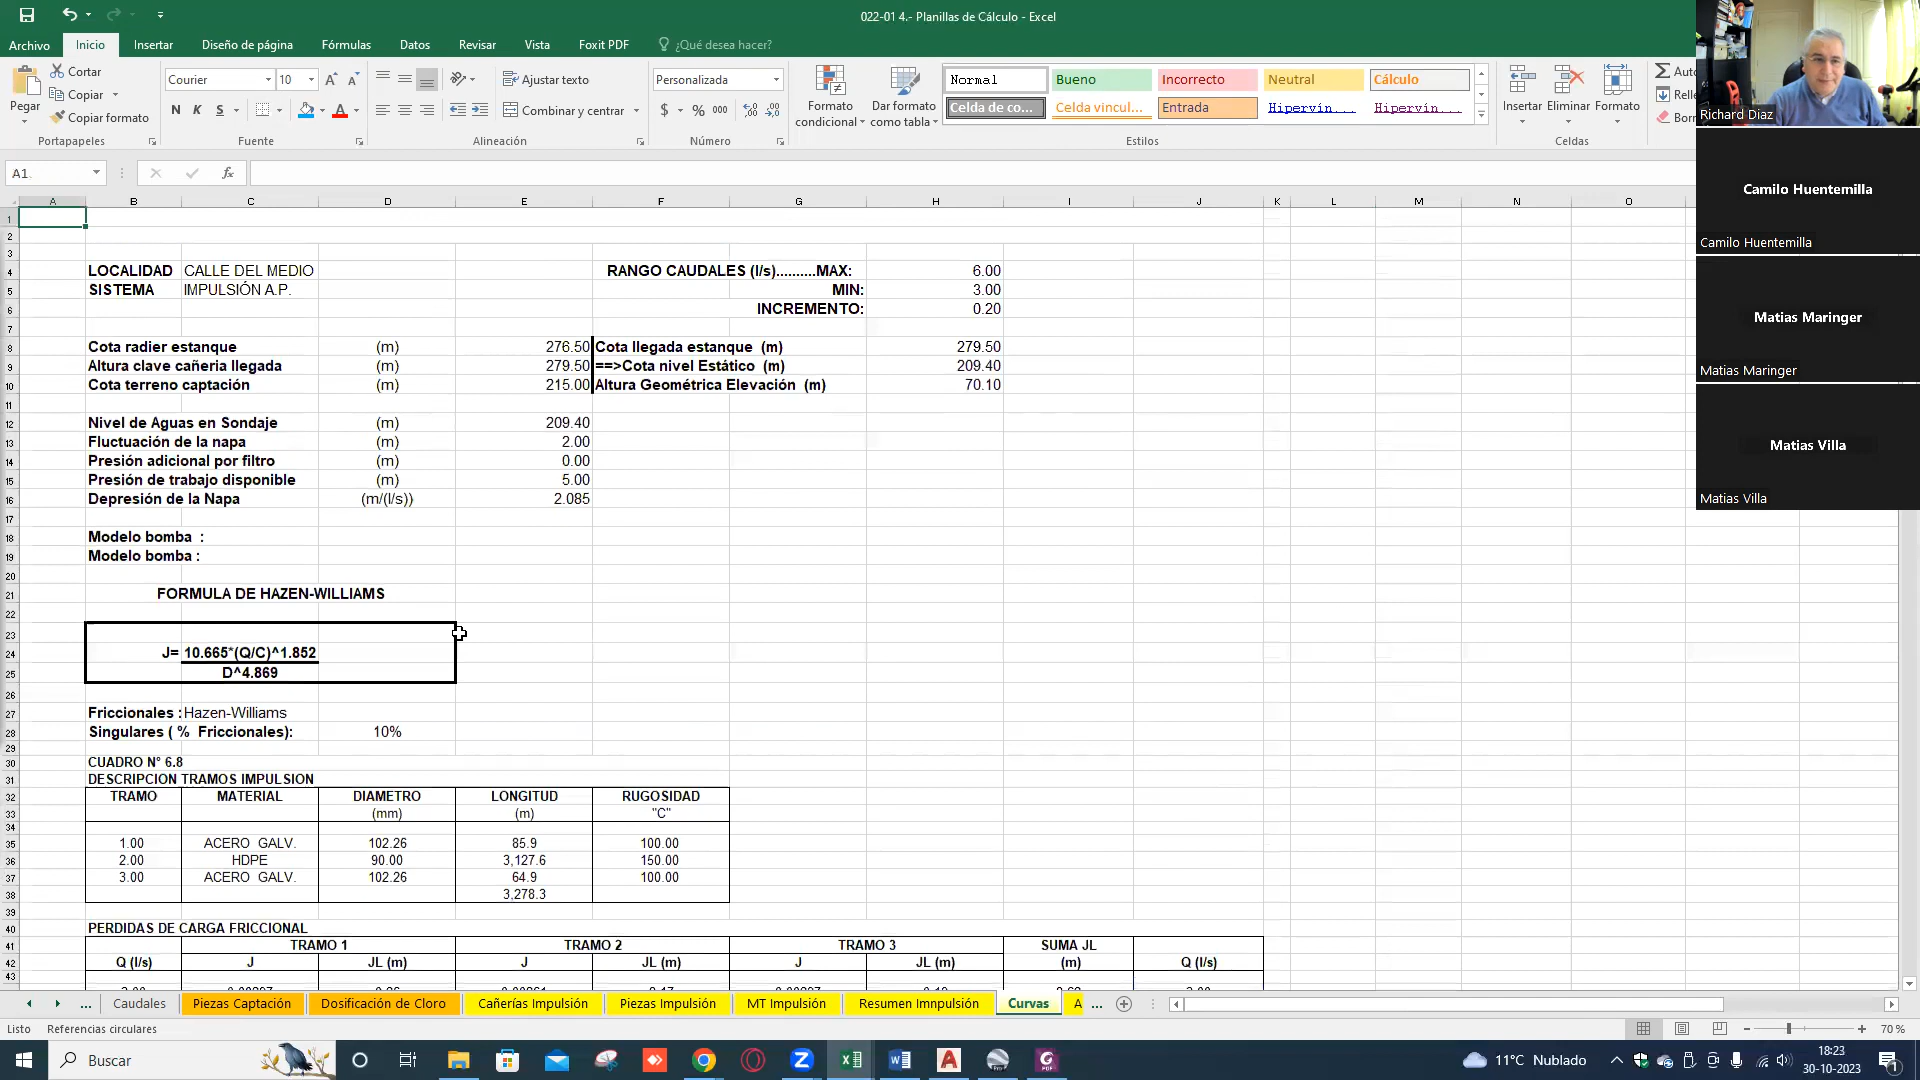 022-01 4.- Planillas de Cálculo - Excel
Archivo Inicio Insertar Diseño de página Fórmulas Datos Revisar Vista Foxit PDF ¿Qué desea hacer?
Pegar Cortar Copiar Copiar formato
Courier 10
N K S
Ajustar texto
Combinar y centrar
Personalizada
$ % 000
Formato condicional
Dar formato como tabla
Normal Bueno Incorrecto Neutral Cálculo
Celda de co... Celda vincul... Entrada Hipervín... Hipervín...
Insertar Eliminar Formato
Portapapeles Fuente Alineación Número Estilos Celdas
A1
A B C D E F G H I J K L M N O
LOCALIDAD CALLE DEL MEDIO RANGO CAUDALES (l/s)..........MAX: 6.00
SISTEMA IMPULSIÓN A.P. MIN: 3.00
INCREMENTO: 0.20
Cota radier estanque (m) 276.50 Cota llegada estanque (m) 279.50
Altura clave cañeria llegada (m) 279.50 ==>Cota nivel Estático (m) 209.40
Cota terreno captación (m) 215.00 Altura Geométrica Elevación (m) 70.10
Nivel de Aguas en Sondaje (m) 209.40
Fluctuación de la napa (m) 2.00
Presión adicional por filtro (m) 0.00
Presión de trabajo disponible (m) 5.00
Depresión de la Napa (m/(l/s)) 2.085
Modelo bomba :
Modelo bomba :
FORMULA DE HAZEN-WILLIAMS
J= 10.665*(Q/C)^1.852
D^4.869
Friccionales : Hazen-Williams
Singulares ( % Friccionales): 10%
CUADRO N° 6.8
DESCRIPCION TRAMOS IMPULSION
TRAMO MATERIAL DIAMETRO LONGITUD RUGOSIDAD
(mm) (m) "C"
1.00 ACERO GALV. 102.26 85.9 100.00
2.00 HDPE 90.00 3,127.6 150.00
3.00 ACERO GALV. 102.26 64.9 100.00
3,278.3
PERDIDAS DE CARGA FRICCIONAL
TRAMO 1 TRAMO 2 TRAMO 3 SUMA JL
Q (l/s) J JL (m) J JL (m) J JL (m) (m) Q (l/s)
... Caudales Piezas Captación Dosificación de Cloro Cañerías Impulsión Piezas Impulsión MT Impulsión Resumen Imnpulsión Curvas A ...
Listo Referencias circulares 70 %
Buscar
11°C Nublado
18:23
30-10-2023
Richard Diaz
Camilo Huentemilla
Camilo Huentemilla
Matias Maringer
Matias Maringer
Matias Villa
Matias Villa